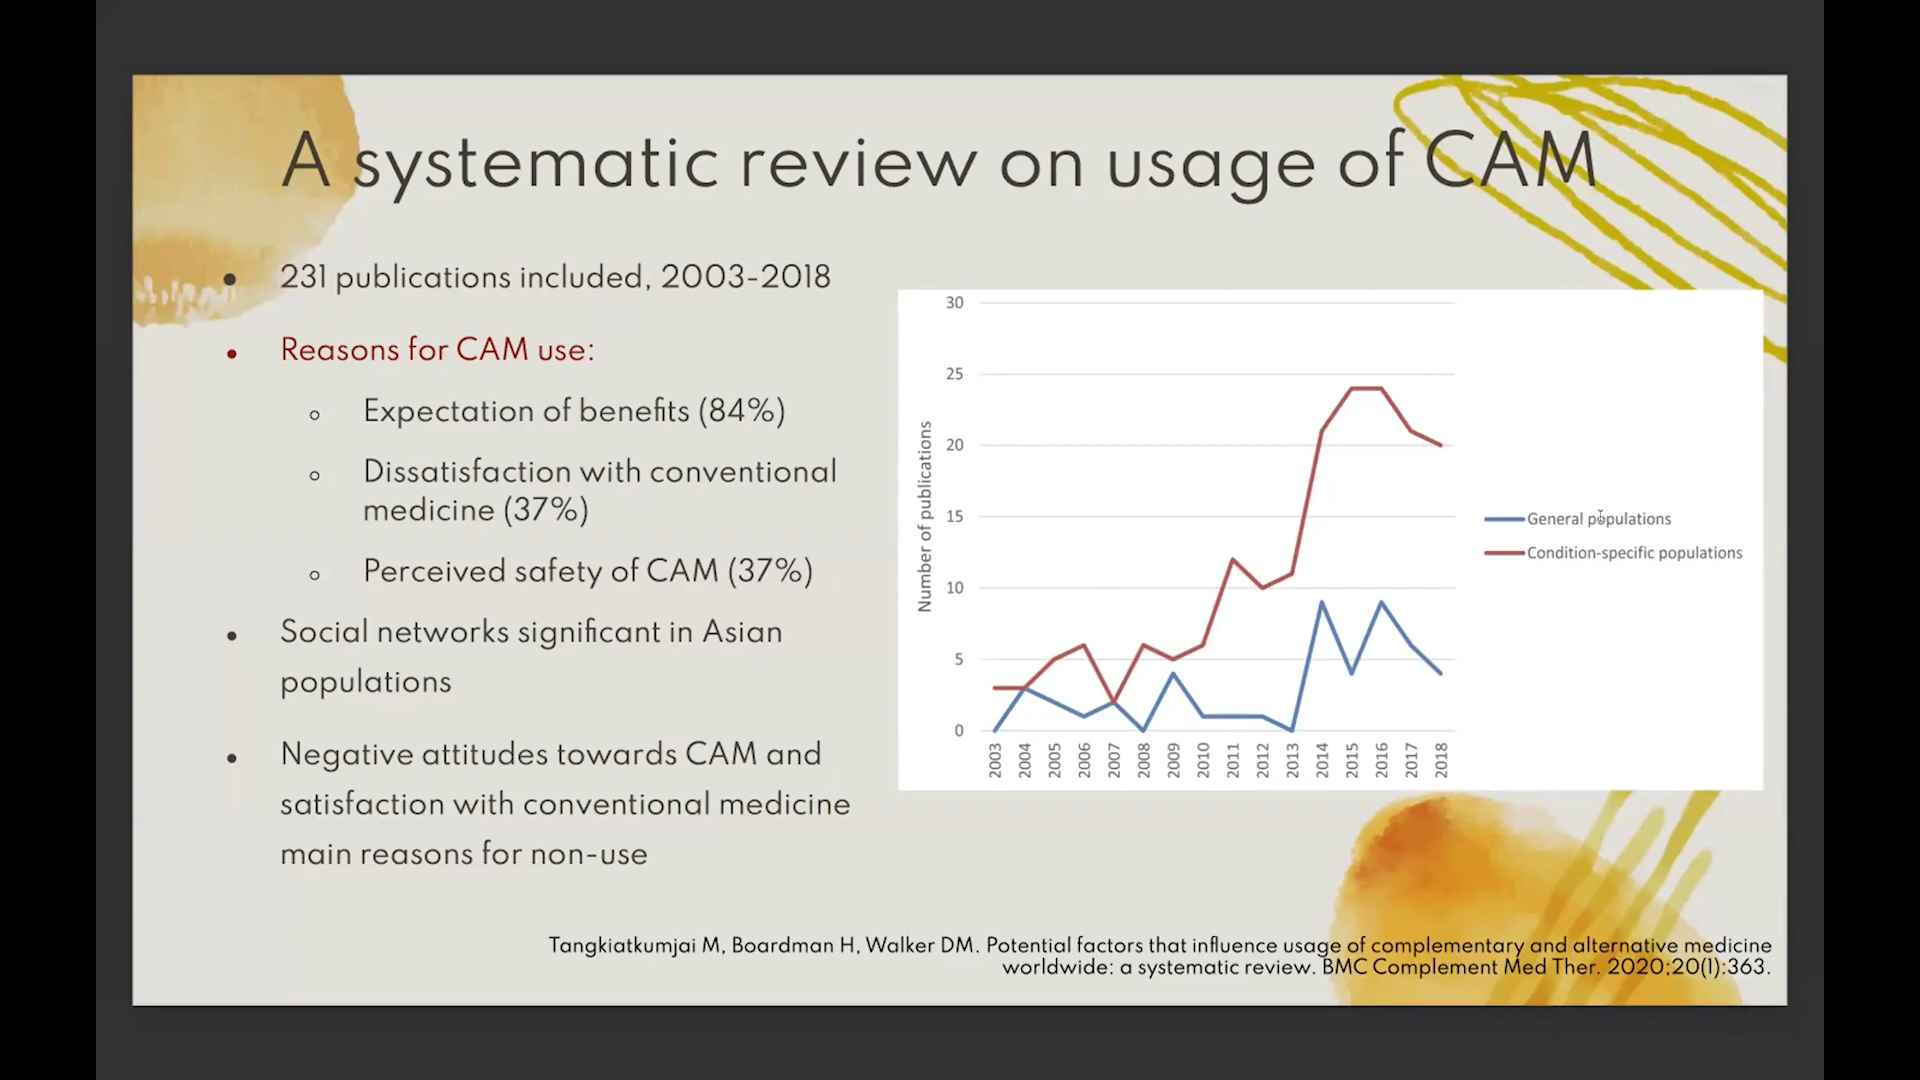 A systematic review on usage of CAM
• 231 publications included, 2003-2018
• Reasons for CAM use:
○ Expectation of benefits (84%)
○ Dissatisfaction with conventional
medicine (37%)
○ Perceived safety of CAM (37%)
• Social networks significant in Asian
populations
• Negative attitudes towards CAM and
satisfaction with conventional medicine
main reasons for non-use
Number of publications
30
25
20
15
10
5
0
2003
2004
2005
2006
2007
2008
2009
2010
2011
2012
2013
2014
2015
2016
2017
2018
General populations
Condition-specific populations
Tangkiatkumjai M, Boardman H, Walker DM. Potential factors that influence usage of complementary and alternative medicine
worldwide: a systematic review. BMC Complement Med Ther. 2020;20(1):363.